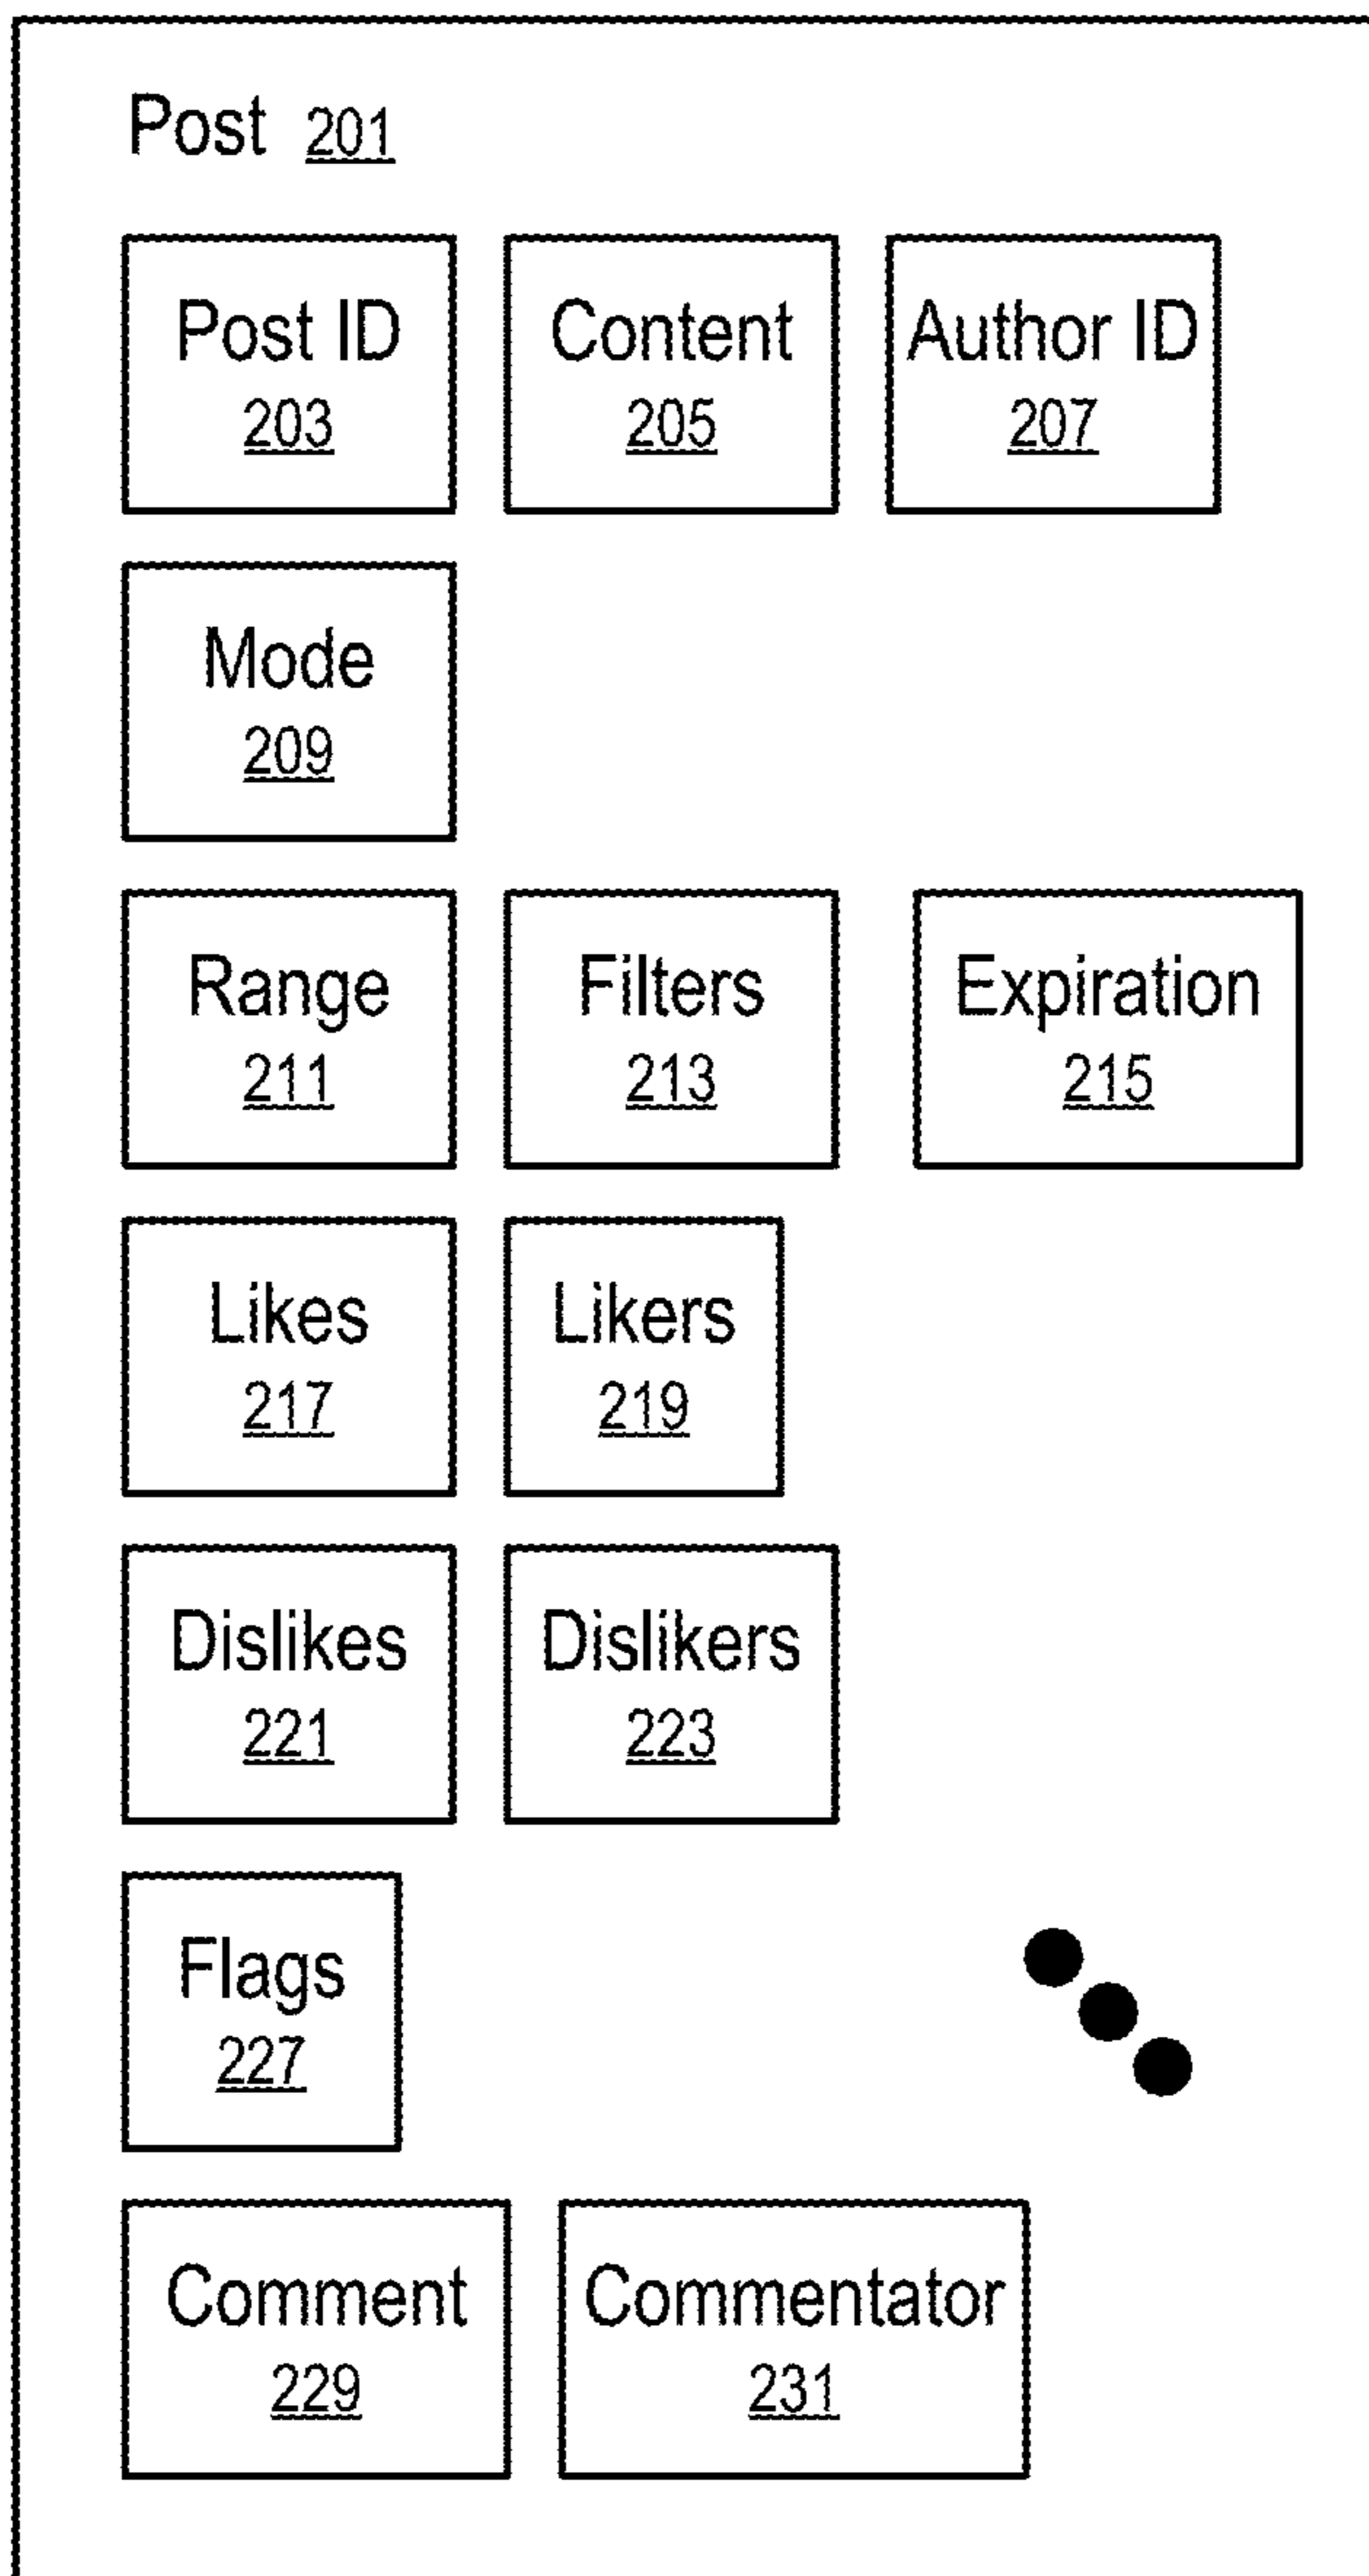 Post 201
Post ID
203
Content
205
Author ID
207
Mode
209
Range
211
Filters
213
Expiration
215
Likes
217
Likers
219
Dislikes
221
Dislikers
223
Flags
227
Comment
229
Commentator
231